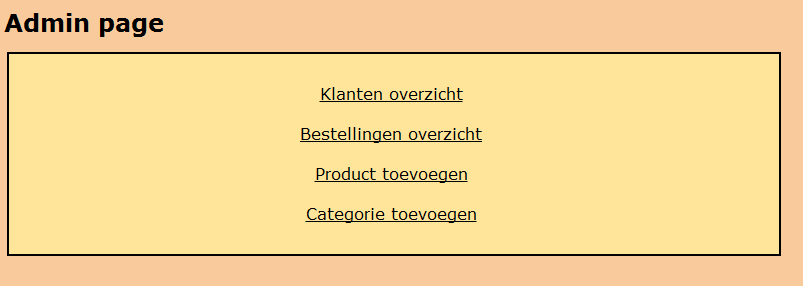 Admin page
Klanten overzicht
Bestellingen overzicht
Product toevoegen
Categorie toevoegen